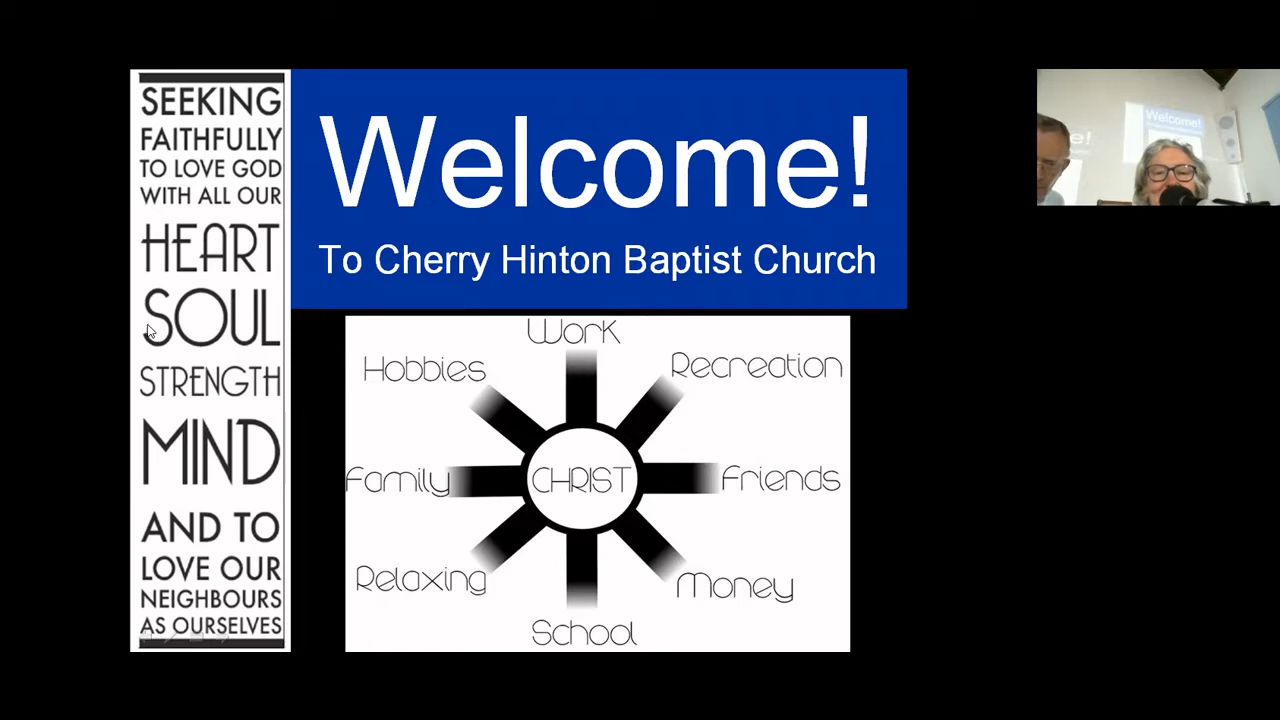 SEEKING
FAITHFULLY
TO LOVE GOD
WITH ALL OUR
HEART
SOUL
STRENGTH
MIND
AND TO
LOVE OUR
NEIGHBOURS
AS OURSELVES
Welcome!
To Cherry Hinton Baptist Church
Work
Hobbies
Recreation
Family
CHRIST
Friends
Relaxing
Money
School
Welcome!